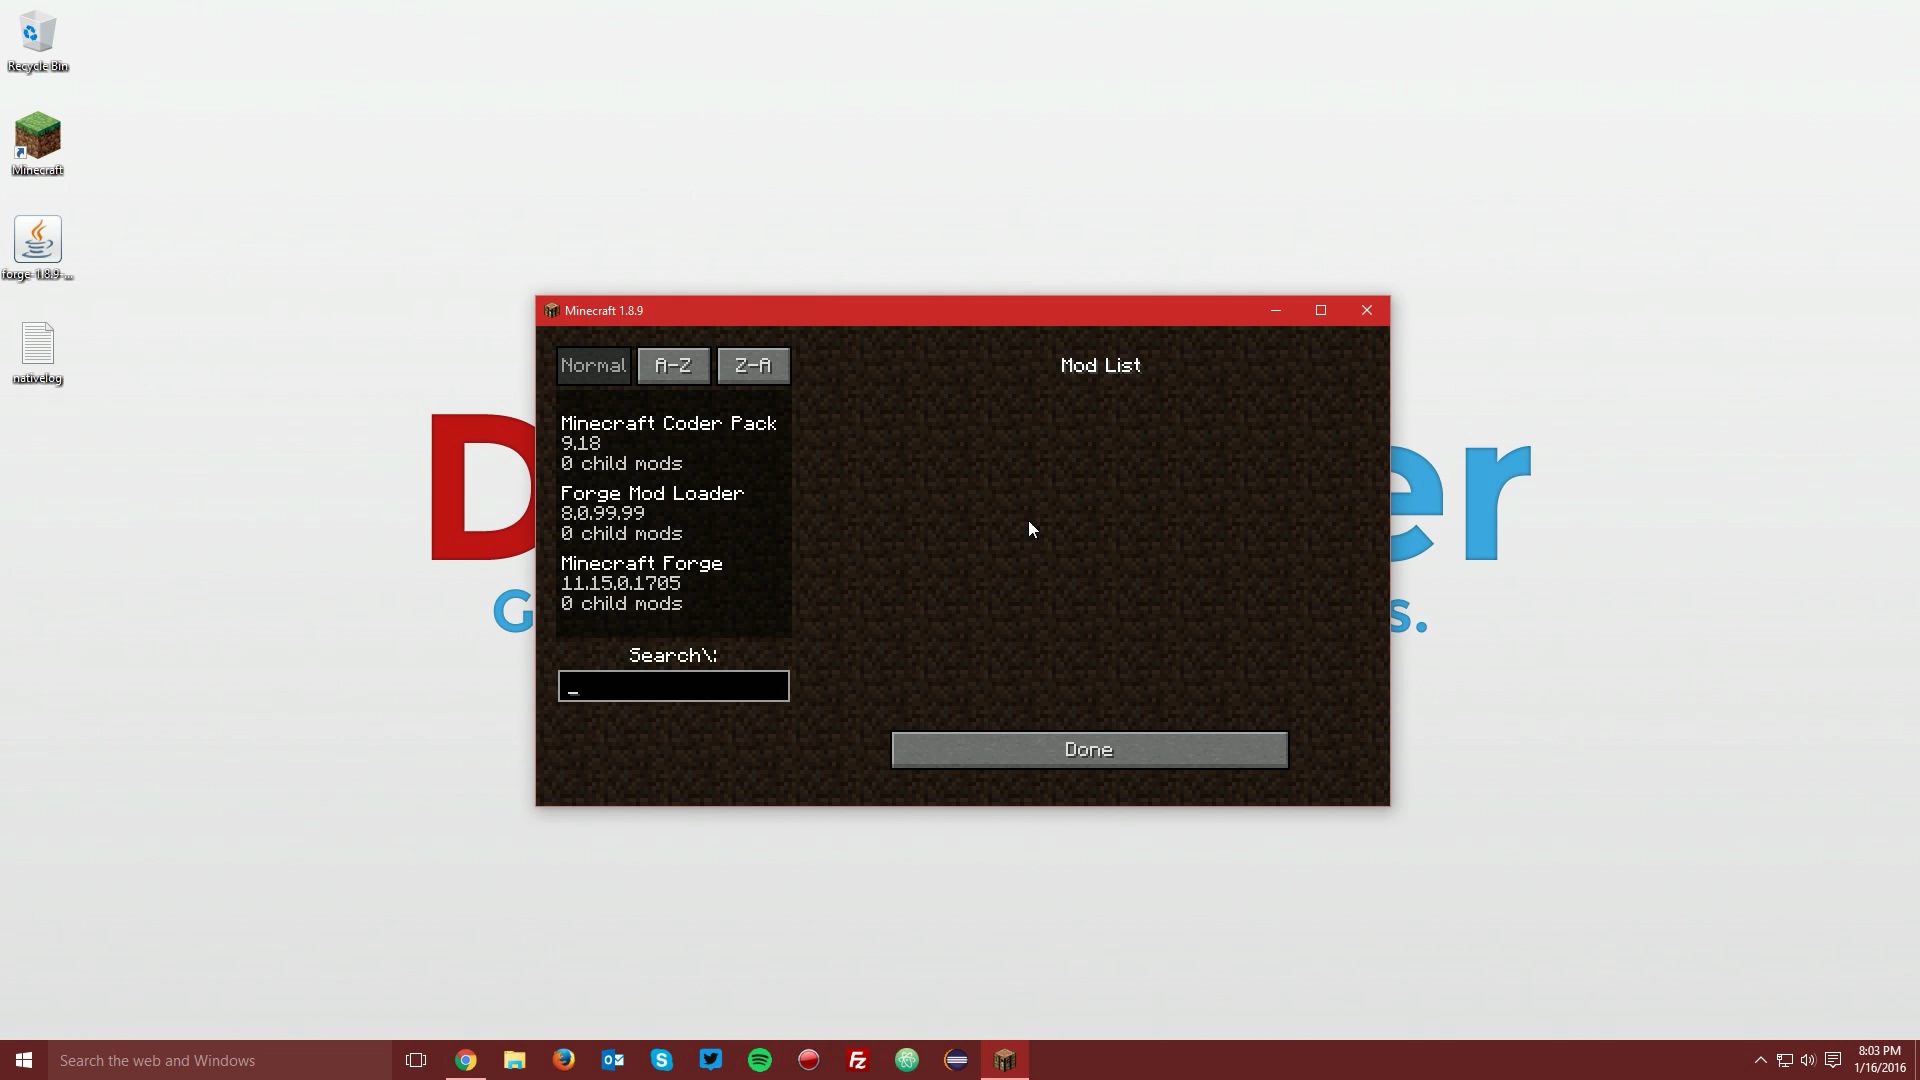 Recycle Bin
Minecraft
forge-1.8.9-...
nativelog
Minecraft 1.8.9
Normal
A-Z
Z-A
Mod List
Minecraft Coder Pack
9.18
0 child mods
Forge Mod Loader
8.0.99.99
0 child mods
Minecraft Forge
11.15.0.1705
0 child mods
Search\:
_
Done
D
er
G
s.
Search the web and Windows
8:03 PM
1/16/2016